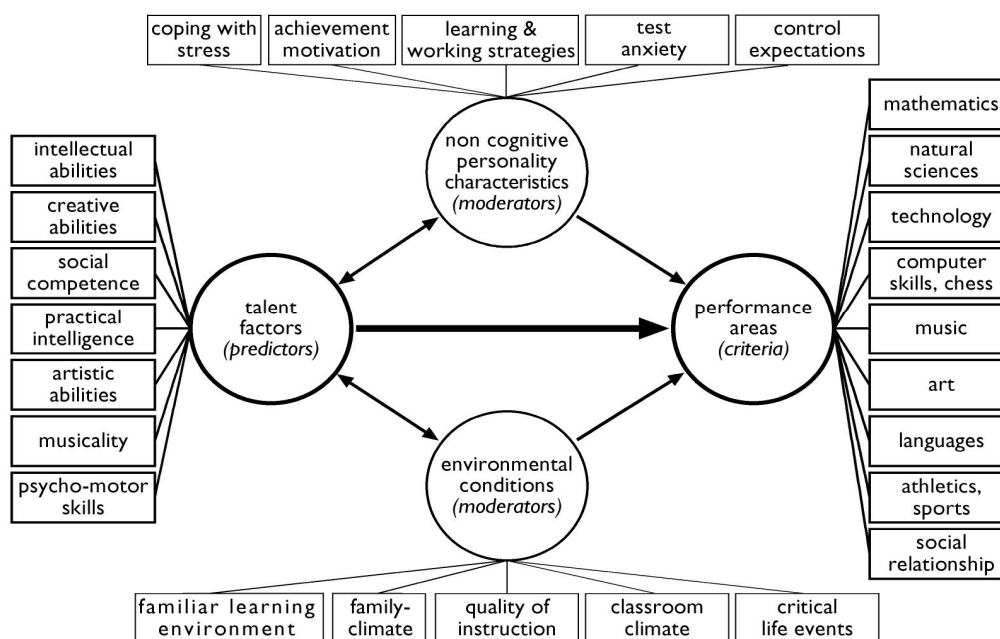 coping with
stress
achievement
motivation
learning &
working strategies
test
anxiety
control
expectations
non cognitive
personality
characteristics
(moderators)
intellectual
abilities
creative
abilities
social
competence
practical
intelligence
artistic
abilities
musicality
psycho-motor
skills
talent
factors
(predictors)
performance
areas
(criteria)
mathematics
natural
sciences
technology
computer
skills, chess
music
art
languages
athletics,
sports
social
relationship
environmental
conditions
(moderators)
familiar learning
environment
family-
climate
quality of
instruction
classroom
climate
critical
life events